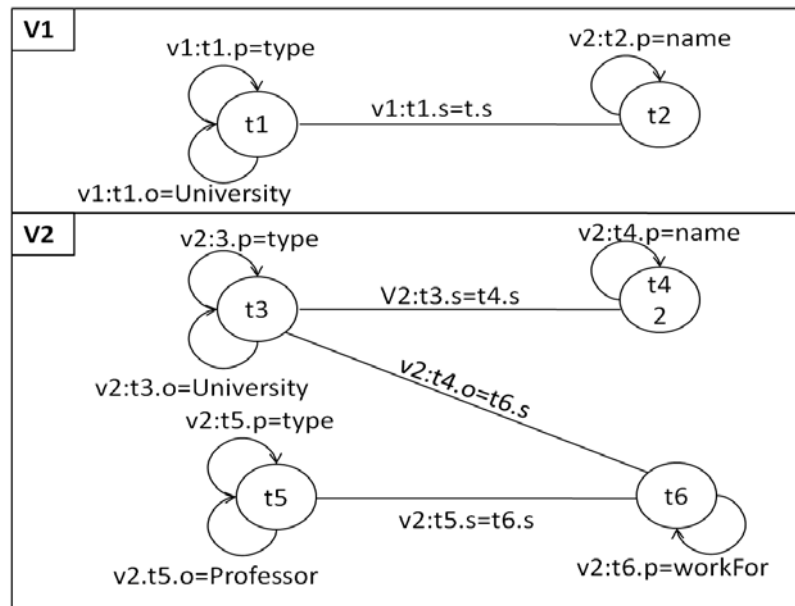 V1
v1:t1.p=type
v2:t2.p=name
t1
v1:t1.s=t.s
t2
v1:t1.o=University
V2
v2:3.p=type
v2:t4.p=name
t3
V2:t3.s=t4.s
t4
2
v2:t3.o=University
v2:t4.o=t6.s
v2:t5.p=type
t5
v2:t5.s=t6.s
t6
v2.t5.o=Professor
v2:t6.p=workFor